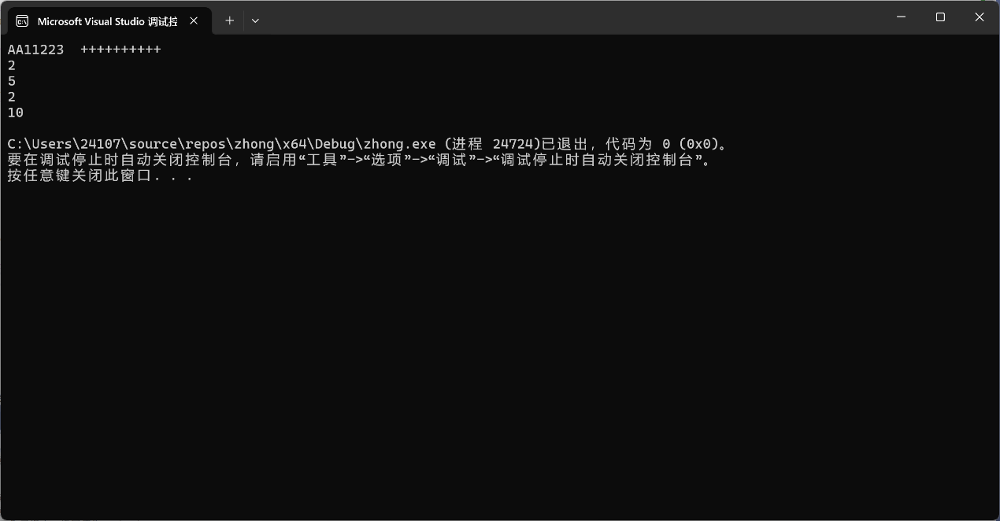 Microsoft Visual Studio 调试控
AA11223  ++++++++++
2
5
2
10
C:\Users\24107\source\repos\zhong\x64\Debug\zhong.exe (进程 24724)已退出，代码为 0 (0x0)。
要在调试停止时自动关闭控制台，请启用“工具”->“选项”->“调试”->“调试停止时自动关闭控制台”。
按任意键关闭此窗口. . .